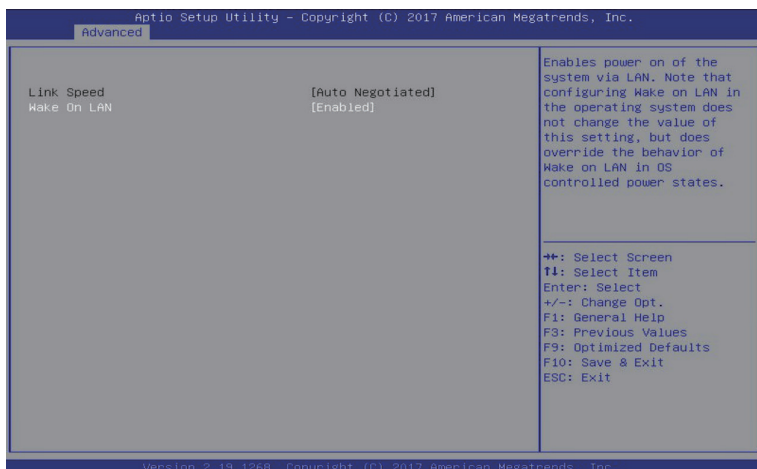 Aptio Setup Utility – Copyright (C) 2017 American Megatrends, Inc.
Advanced
Link Speed [Auto Negotiated]
Wake On LAN [Enabled]
Enables power on of the
system via LAN. Note that
configuring Wake on LAN in
the operating system does
not change the value of
this setting, but does
override the behavior of
Wake on LAN in OS
controlled power states.
→←: Select Screen
↑↓: Select Item
Enter: Select
+/-: Change Opt.
F1: General Help
F3: Previous Values
F9: Optimized Defaults
F10: Save & Exit
ESC: Exit
Version 2.19.1268. Copyright (C) 2017 American Megatrends, Inc.